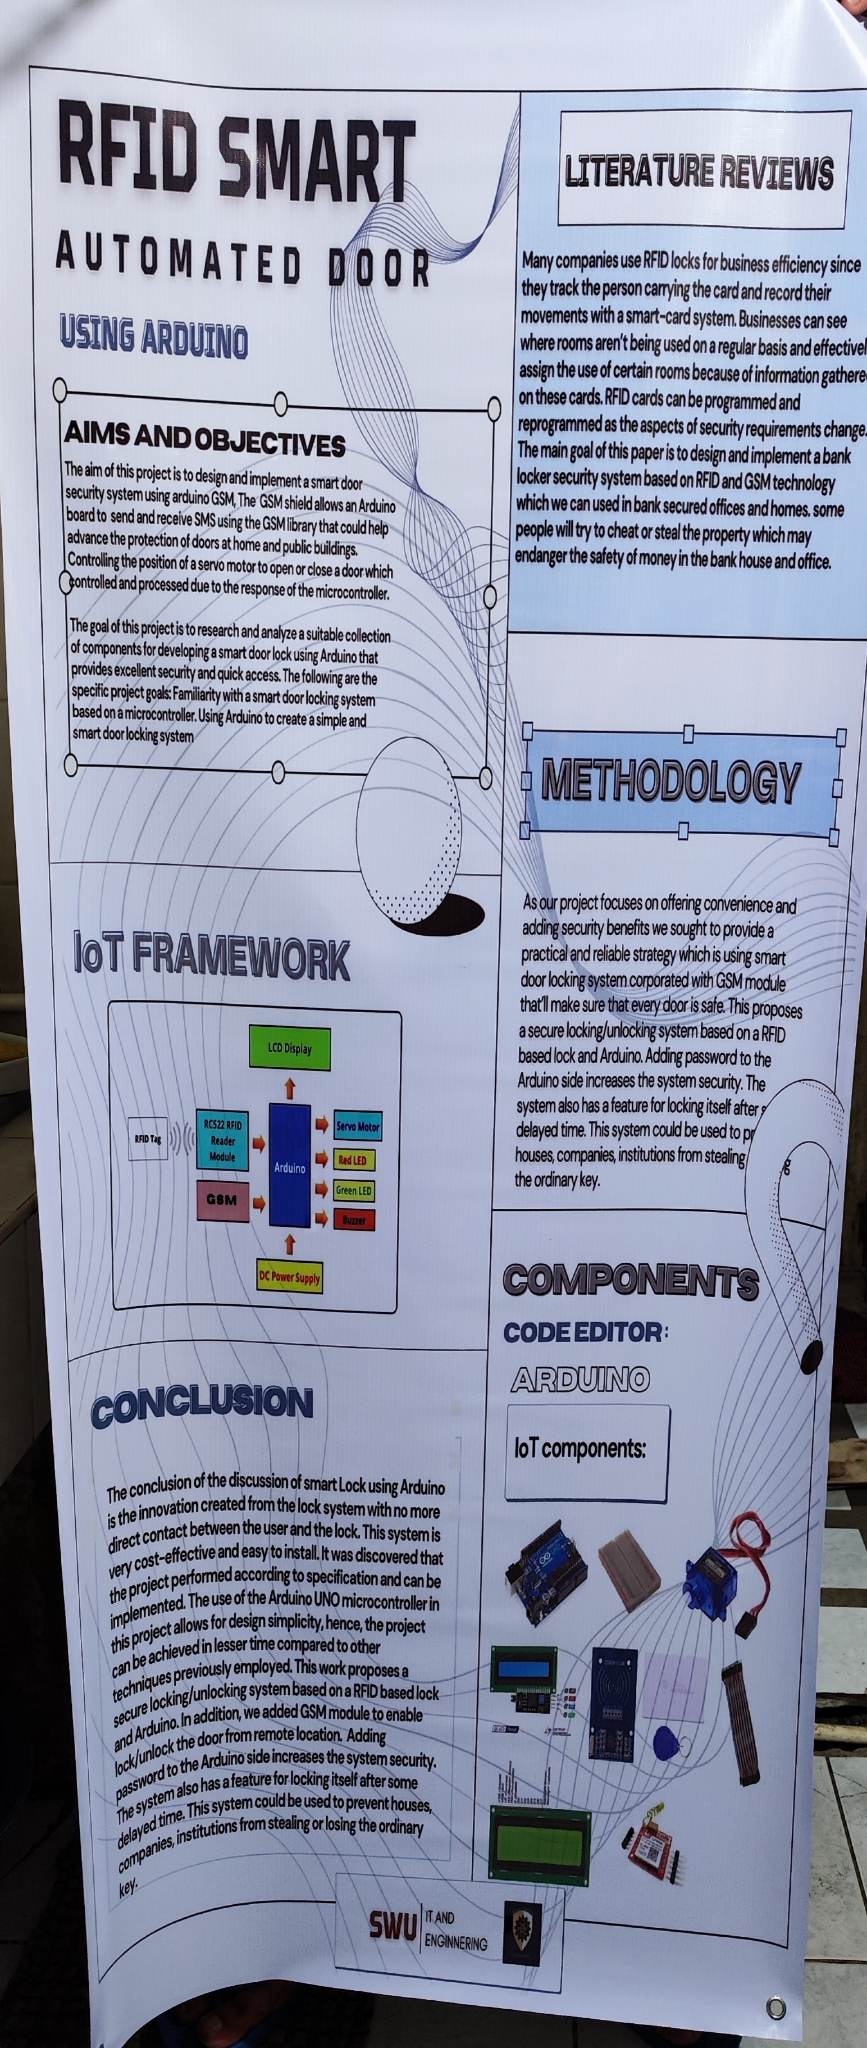 RFID SMART
AUTOMATED DOOR
USING ARDUINO
AIMS AND OBJECTIVES
The aim of this project is to design and implement a smart door
security system using arduino GSM, The GSM shield allows an Arduino
board to send and receive SMS using the GSM library that could help
advance the protection of doors at home and public buildings.
Controlling the position of a servo motor to open or close a door which
controlled and processed due to the response of the microcontroller.
The goal of this project is to research and analyze a suitable collection
of components for developing a smart door lock using Arduino that
provides excellent security and quick access. The following are the
specific project goals: Familiarity with a smart door locking system
based on a microcontroller. Using Arduino to create a simple and
smart door locking system
IoT FRAMEWORK
LCD Display
RFID Tag
RC522 RFID
Reader
Module
GSM
Arduino
Servo Motor
Red LED
Green LED
Buzzer
DC Power Supply
CONCLUSION
The conclusion of the discussion of smart Lock using Arduino
is the innovation created from the lock system with no more
direct contact between the user and the lock. This system is
very cost-effective and easy to install. It was discovered that
the project performed according to specification and can be
implemented. The use of the Arduino UNO microcontroller in
this project allows for design simplicity, hence, the project
can be achieved in lesser time compared to other
techniques previously employed. This work proposes a
secure locking/unlocking system based on a RFID based lock
and Arduino. In addition, we added GSM module to enable
lock/unlock the door from remote location. Adding
password to the Arduino side increases the system security.
The system also has a feature for locking itself after some
delayed time. This system could be used to prevent houses,
companies, institutions from stealing or losing the ordinary
key.
LITERATURE REVIEWS
Many companies use RFID locks for business efficiency since
they track the person carrying the card and record their
movements with a smart-card system. Businesses can see
where rooms aren't being used on a regular basis and effectivel
assign the use of certain rooms because of information gathere
on these cards. RFID cards can be programmed and
reprogrammed as the aspects of security requirements change.
The main goal of this paper is to design and implement a bank
locker security system based on RFID and GSM technology
which we can used in bank secured offices and homes. some
people will try to cheat or steal the property which may
endanger the safety of money in the bank house and office.
METHODOLOGY
As our project focuses on offering convenience and
adding security benefits we sought to provide a
practical and reliable strategy which is using smart
door locking system corporated with GSM module
that'll make sure that every door is safe. This proposes
a secure locking/unlocking system based on a RFID
based lock and Arduino. Adding password to the
Arduino side increases the system security. The
system also has a feature for locking itself after s
delayed time. This system could be used to pr
houses, companies, institutions from stealing g
the ordinary key.
COMPONENTS
CODE EDITOR:
ARDUINO
IoT components:
SWU
IT AND
ENGINNERING